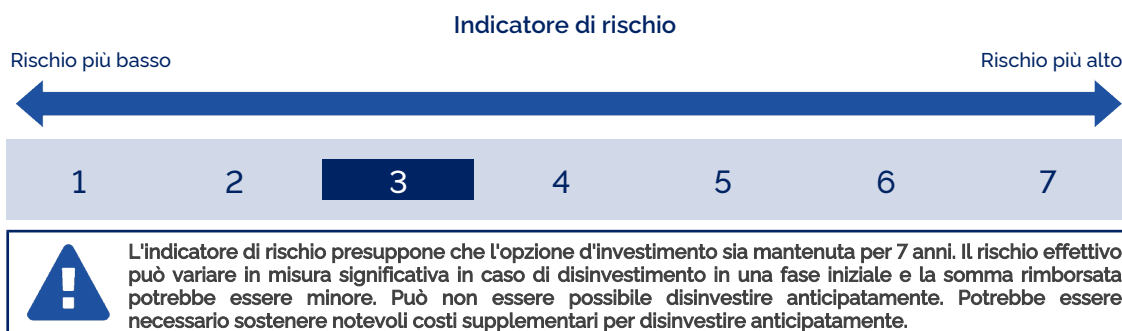 Indicatore di rischio
Rischio più basso
Rischio più alto
1 2 3 4 5 6 7
L'indicatore di rischio presuppone che l'opzione d'investimento sia mantenuta per 7 anni. Il rischio effettivo
può variare in misura significativa in caso di disinvestimento in una fase iniziale e la somma rimborsata
potrebbe essere minore. Può non essere possibile disinvestire anticipatamente. Potrebbe essere
necessario sostenere notevoli costi supplementari per disinvestire anticipatamente.